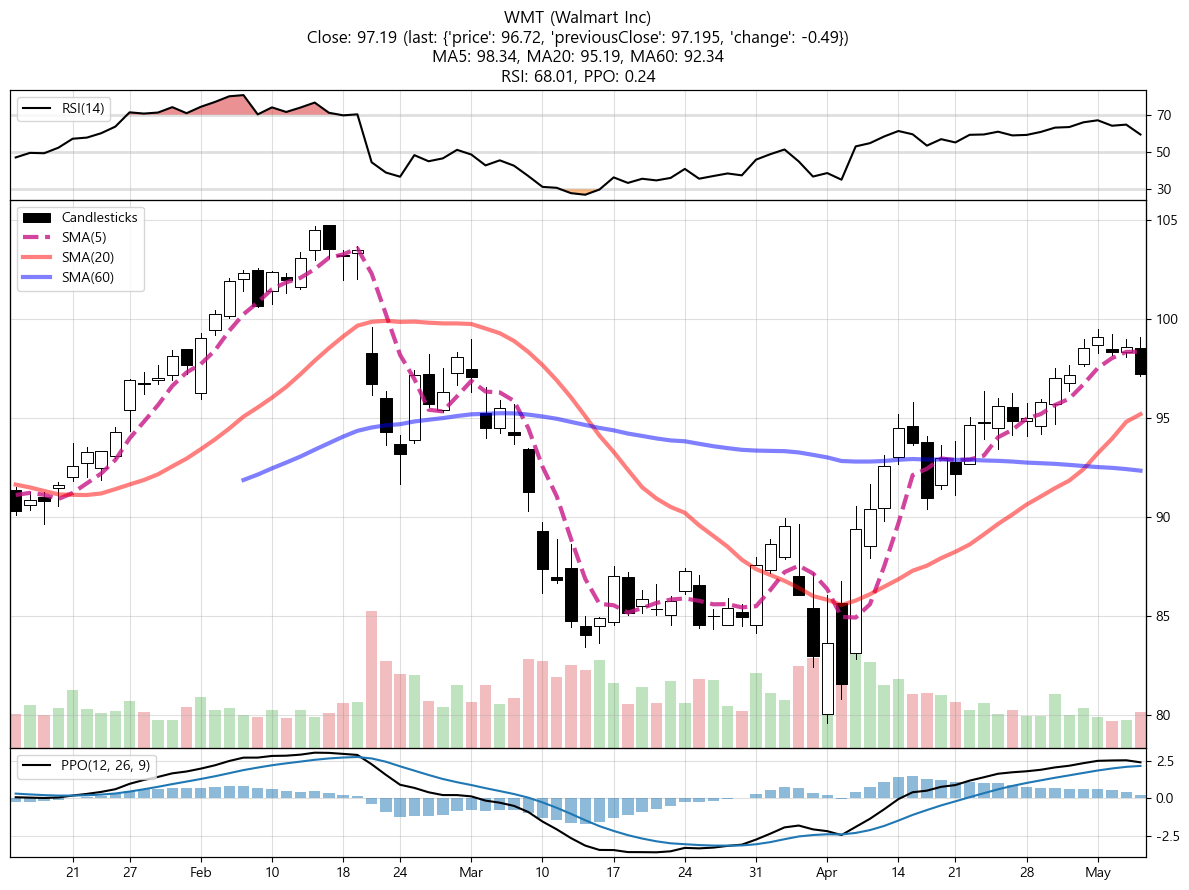 WMT (Walmart Inc)
Close: 97.19 (last: {'price': 96.72, 'previousClose': 97.195, 'change': -0.49})
MA5: 98.34, MA20: 95.19, MA60: 92.34
RSI: 68.01, PPO: 0.24
RSI(14)
70
50
30
Candlesticks
SMA(5)
SMA(20)
SMA(60)
105
100
95
90
85
80
PPO(12, 26, 9)
2.5
0.0
-2.5
21 27 Feb 10 18 24 Mar 10 17 24 31 Apr 14 21 28 May